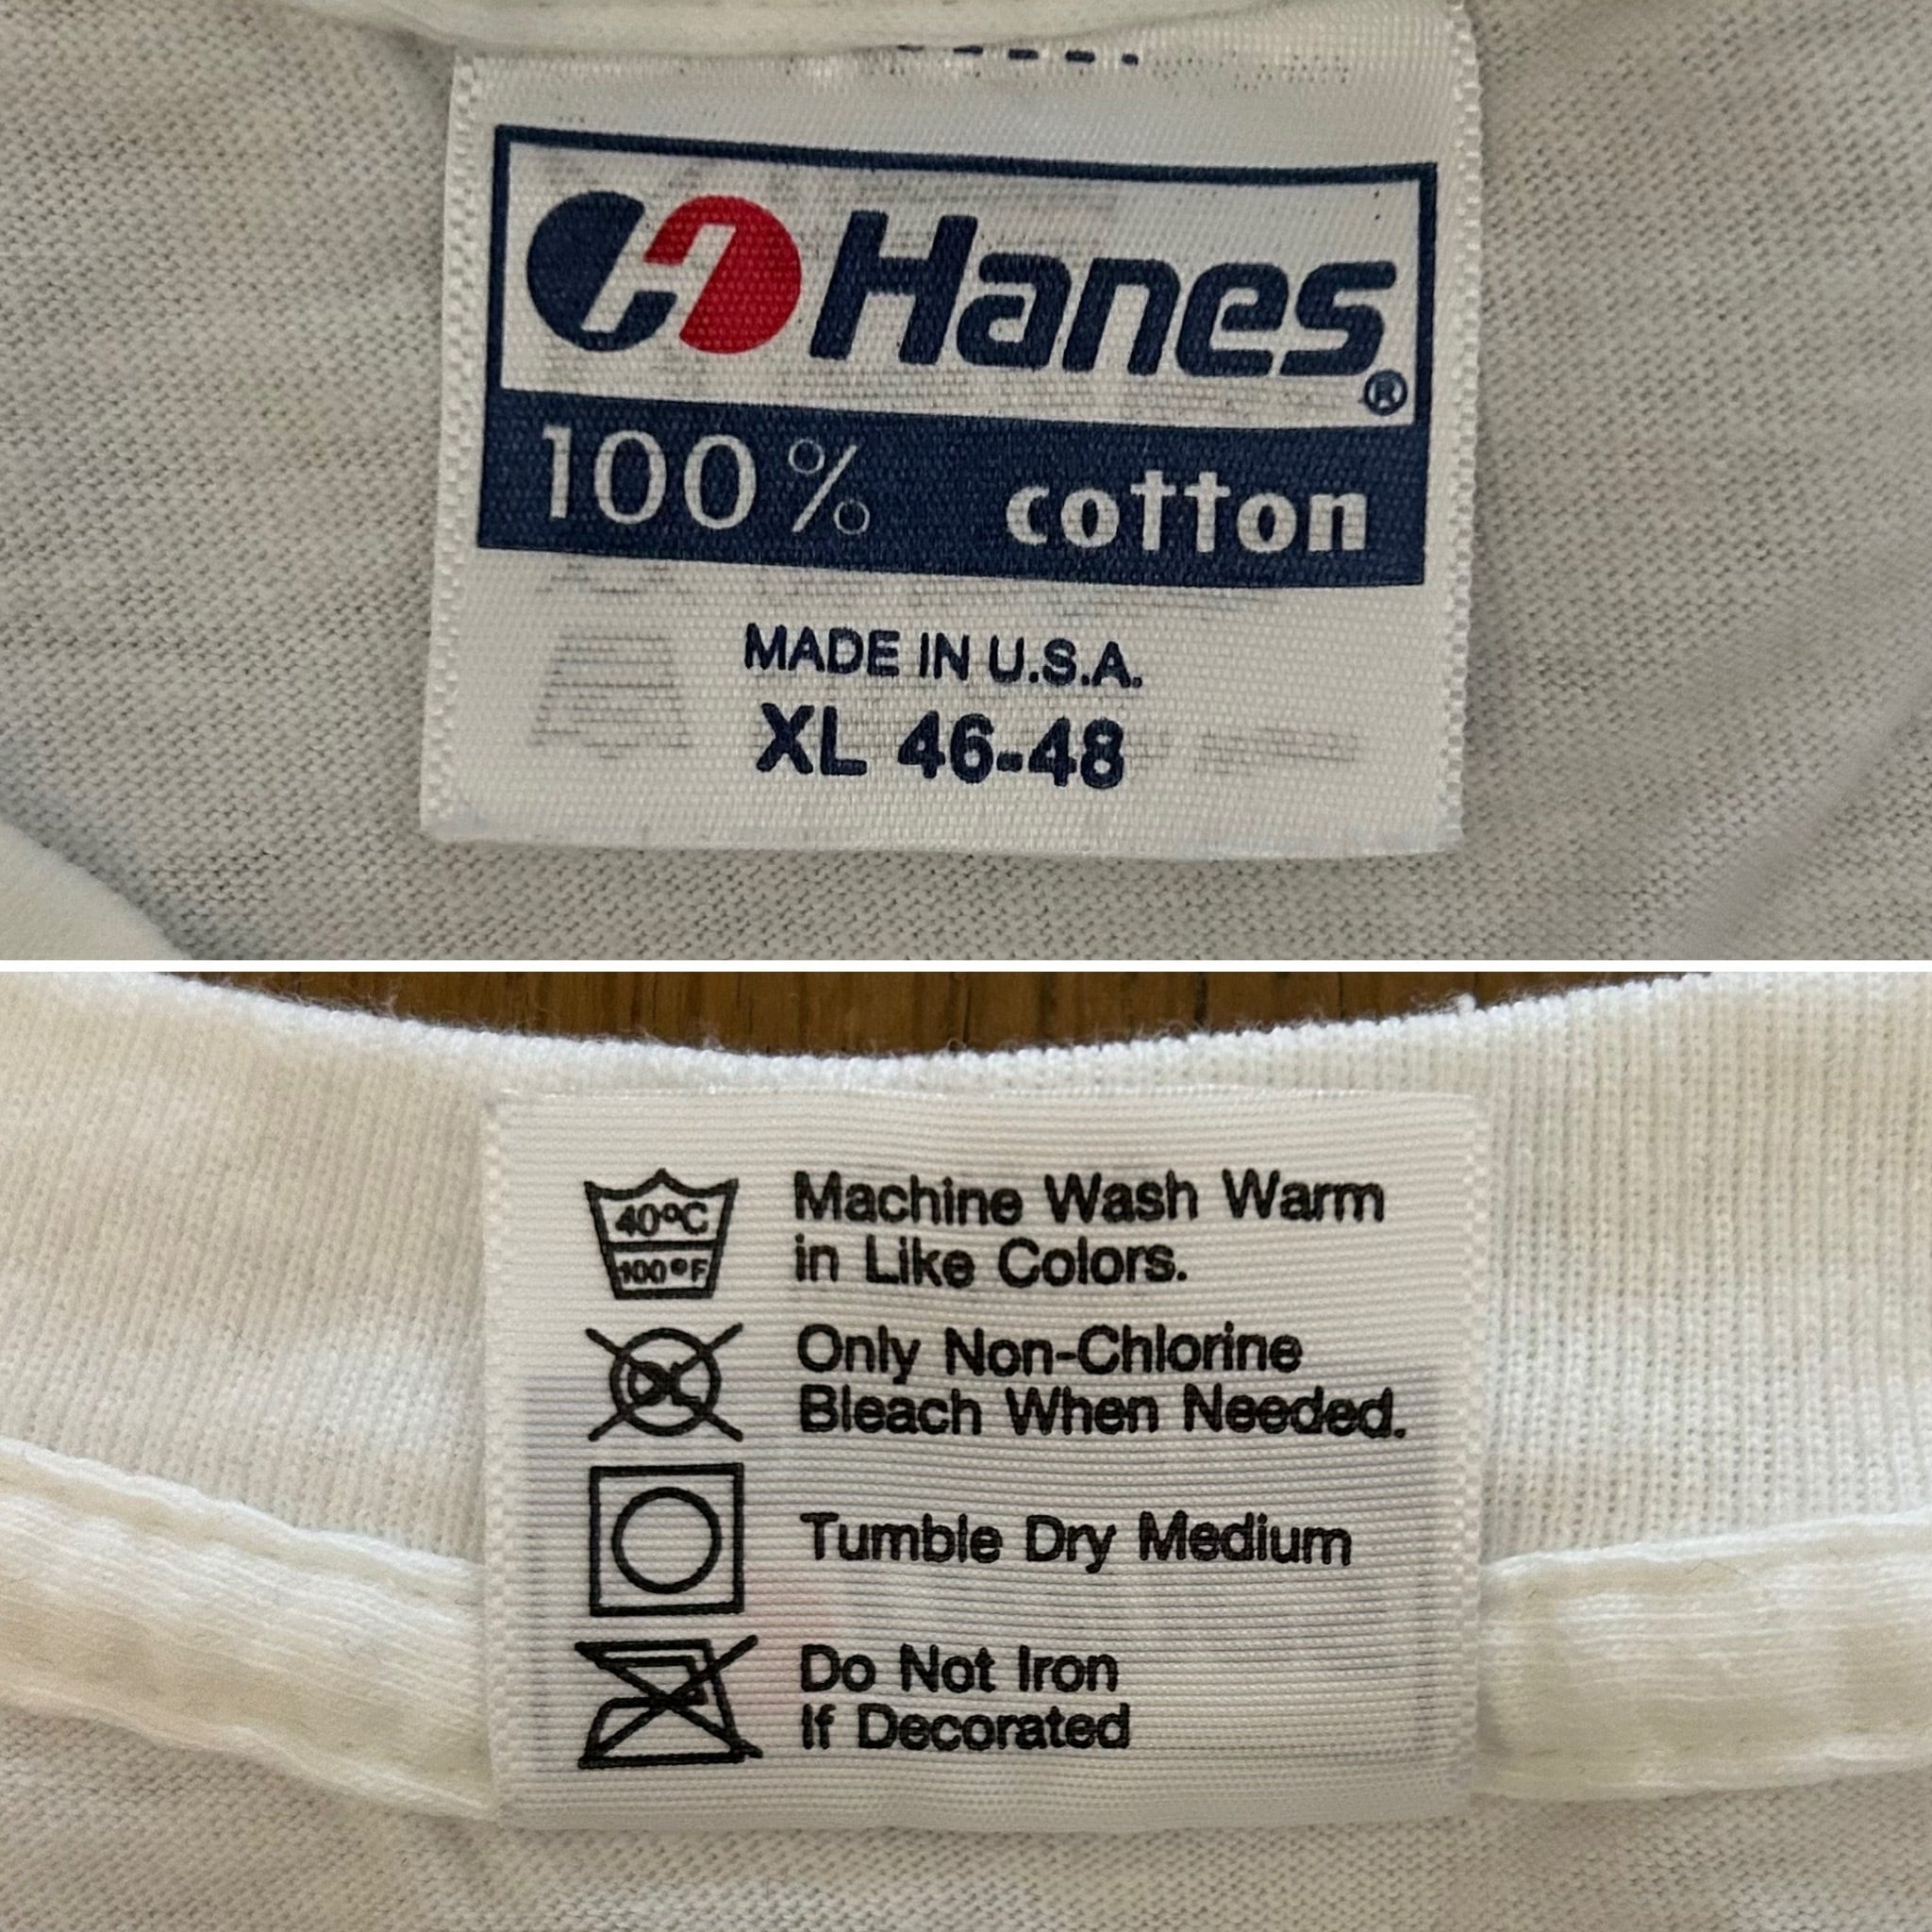 Hanes®
100% cotton
MADE IN U.S.A.
XL 46-48
40°C
100°F
Machine Wash Warm
in Like Colors.
Only Non-Chlorine
Bleach When Needed.
Tumble Dry Medium
Do Not Iron
If Decorated